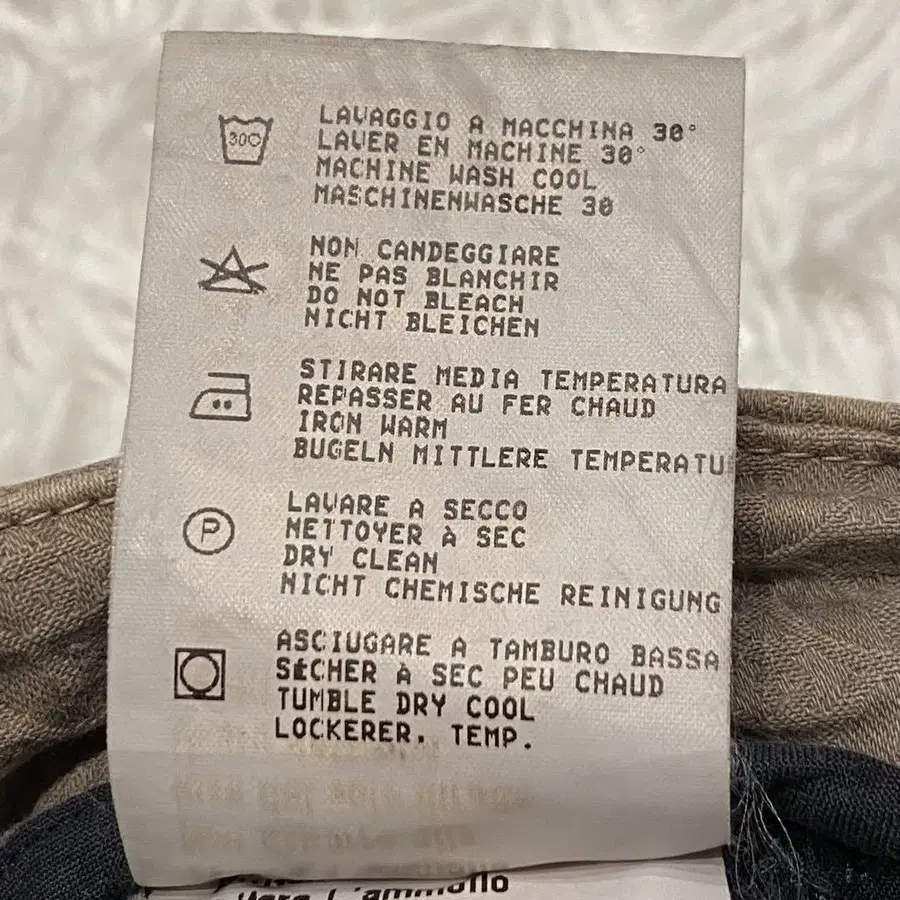 30C
LAVAGGIO A MACCHINA 30°
LAVER EN MACHINE 30°
MACHINE WASH COOL
MASCHINENWASCHE 30
NON CANDEGGIARE
NE PAS BLANCHIR
DO NOT BLEACH
NICHT BLEICHEN
STIRARE MEDIA TEMPERATURA
REPASSER AU FER CHAUD
IRON WARM
BUGELN MITTLERE TEMPERATU
P
LAVARE A SECCO
NETTOYER À SEC
DRY CLEAN
NICHT CHEMISCHE REINIGUNG
ASCIUGARE A TAMBURO BASSA
SÉCHER À SEC PEU CHAUD
TUMBLE DRY COOL
LOCKERER. TEMP.